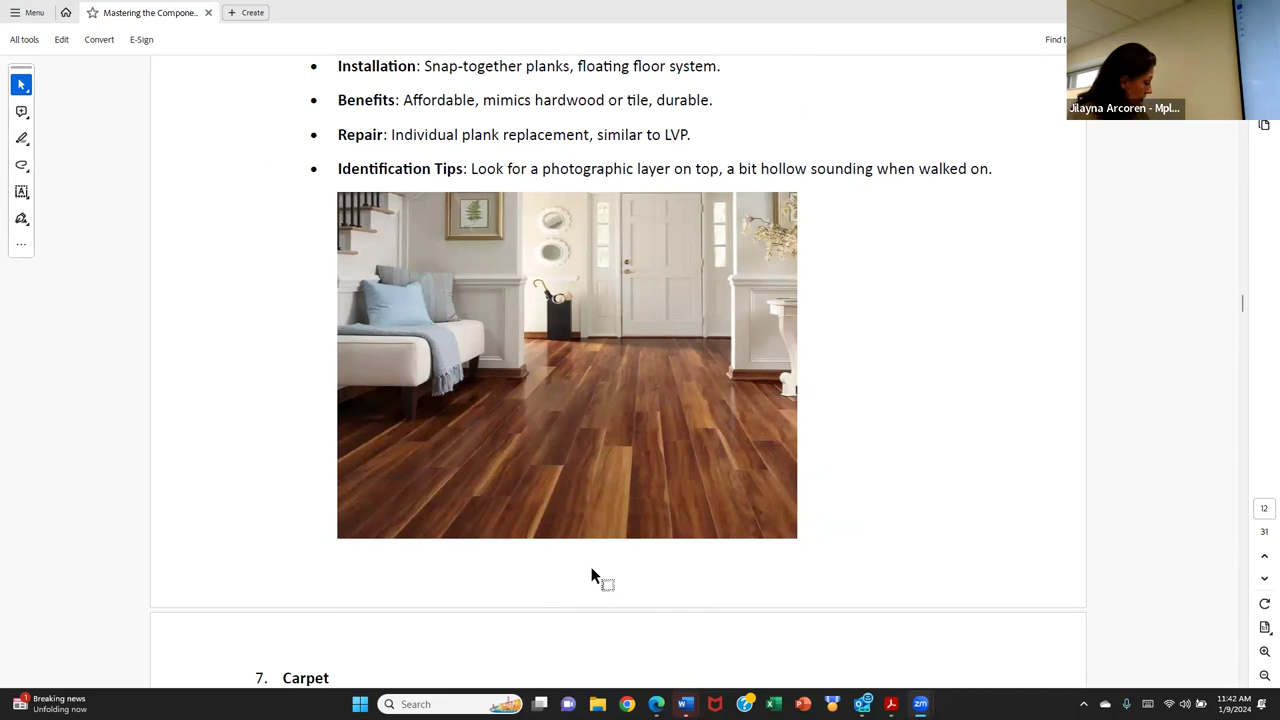 Menu
Mastering the Compone...
Create
All tools
Edit
Convert
E-Sign
Find to
Jilayna Arcoren - Mpl...
• Installation: Snap-together planks, floating floor system.
• Benefits: Affordable, mimics hardwood or tile, durable.
• Repair: Individual plank replacement, similar to LVP.
• Identification Tips: Look for a photographic layer on top, a bit hollow sounding when walked on.
7. Carpet
12
31
Breaking news
Unfolding now
Search
11:42 AM
1/9/2024